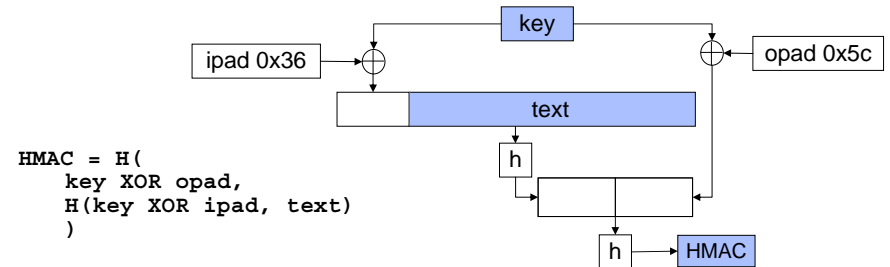 key
ipad 0x36
opad 0x5c
text
h
HMAC = H(
key XOR opad,
H(key XOR ipad, text)
)
h
HMAC